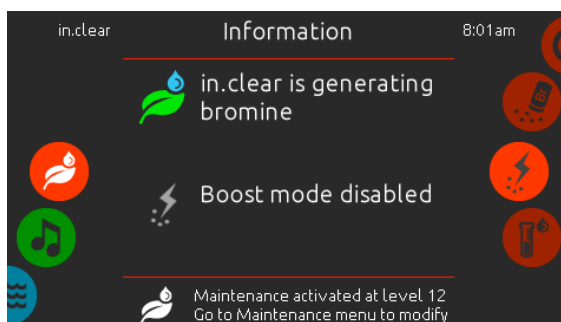 in.clear
Information
8:01am
in.clear is generating
bromine
Br
Boost mode disabled
Maintenance activated at level 12
Go to Maintenance menu to modify